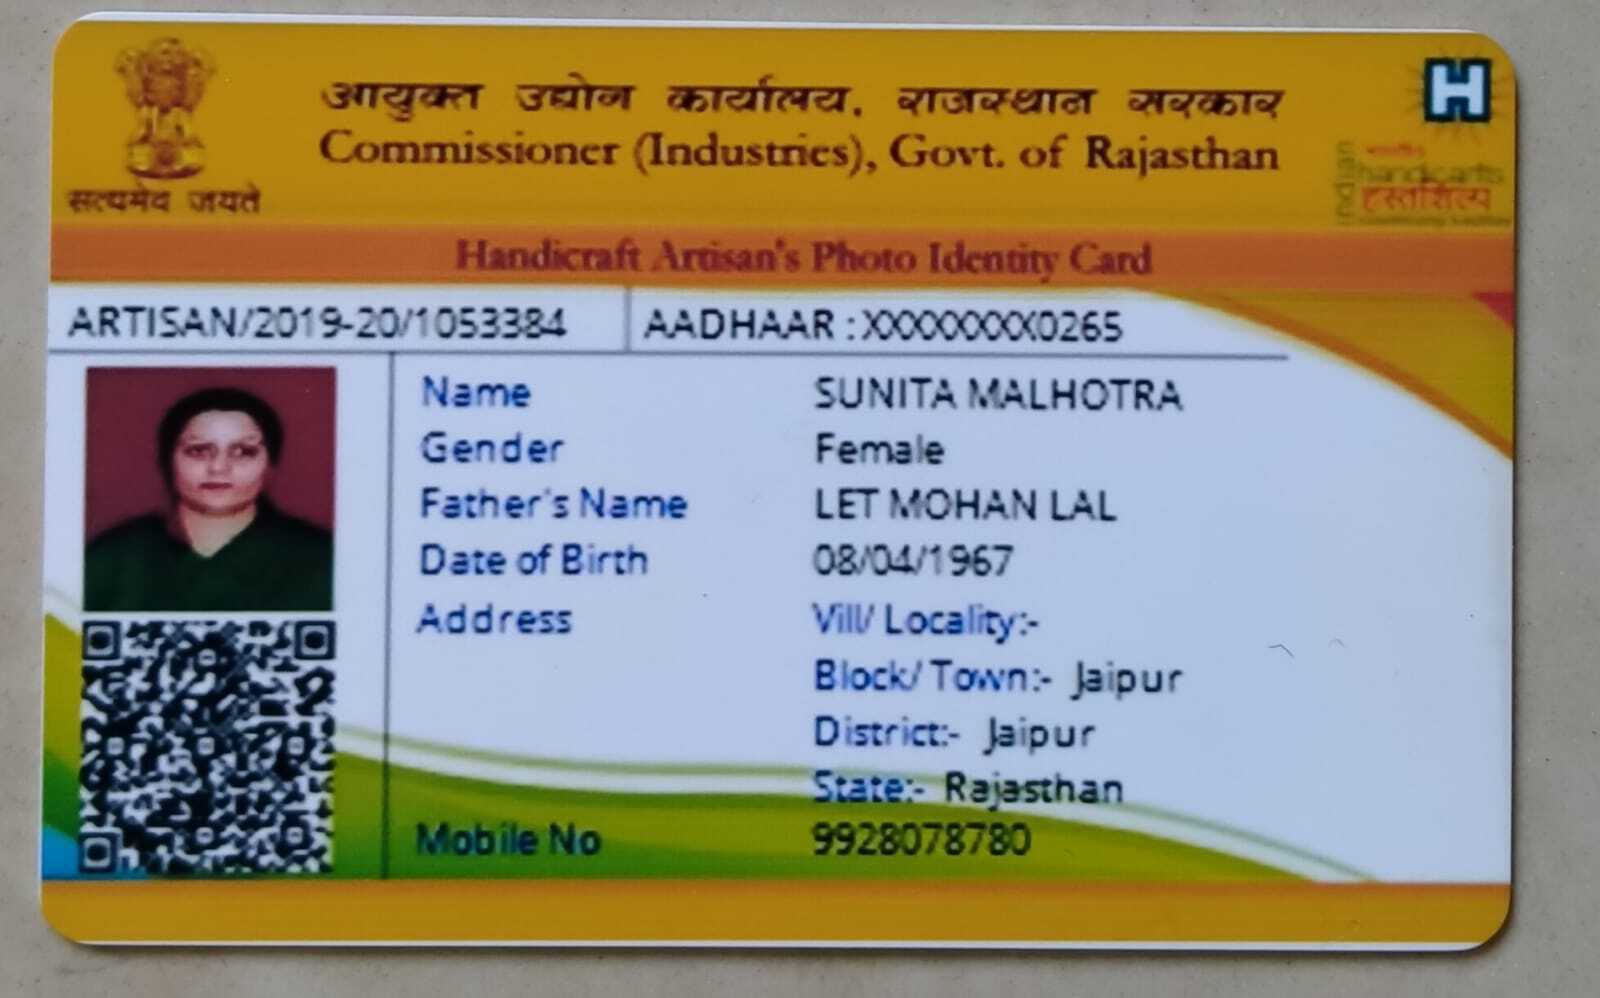 आयुक्त उद्योग कार्यालय, राजस्थान सरकार
Commissioner (Industries), Govt. of Rajasthan
सत्यमेव जयते
H
Indian
handicrafts
हस्तशिल्प
Handicraft Artisan's Photo Identity Card
ARTISAN/2019-20/1053384 AADHAAR : XXXXXXXX0265
Name SUNITA MALHOTRA
Gender Female
Father's Name LET MOHAN LAL
Date of Birth 08/04/1967
Address Vill/ Locality:-
Block/ Town:- Jaipur
District:- Jaipur
State:- Rajasthan
Mobile No 9928078780